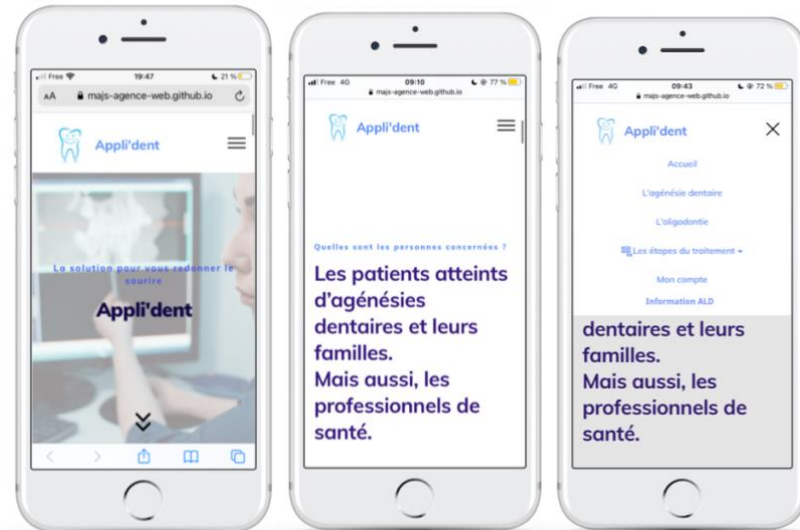 Free 19:47 21 %
AA majs-agence-web.github.io
Appli'dent
La solution pour vous redonner le
sourire
Appli'dent
Free 4G 09:10 77 %
majs-agence-web.github.io
Appli'dent
Quelles sont les personnes concernées ?
Les patients atteints
d'agénésies
dentaires et leurs
familles.
Mais aussi, les
professionnels de
santé.
Free 4G 09:43 72 %
majs-agence-web.github.io
Appli'dent
Accueil
L'agénésie dentaire
L'oligodontie
Les étapes du traitement
Mon compte
Information ALD
dentaires et leurs
familles.
Mais aussi, les
professionnels de
santé.